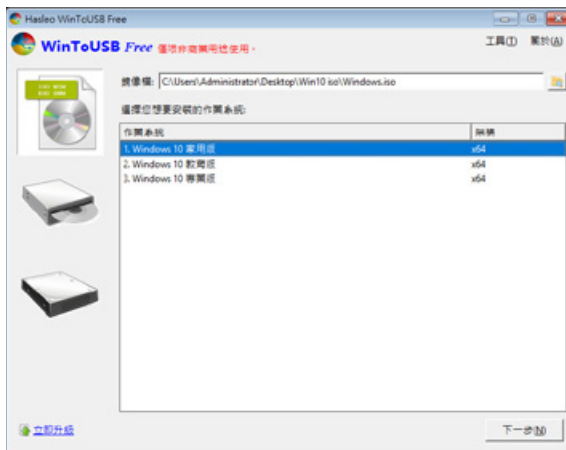 Hasleo WinToUSB Free
WinToUSB Free 僅限非商業用途使用。
工具(I) 關於(A)
鏡像檔: C:\Users\Administrator\Desktop\Win10 iso\Windows.iso
選擇您想要安裝的作業系統:
作業系統 架構
1. Windows 10 家用版 x64
2. Windows 10 教育版 x64
3. Windows 10 專業版 x64
立即升級
下一步(N)